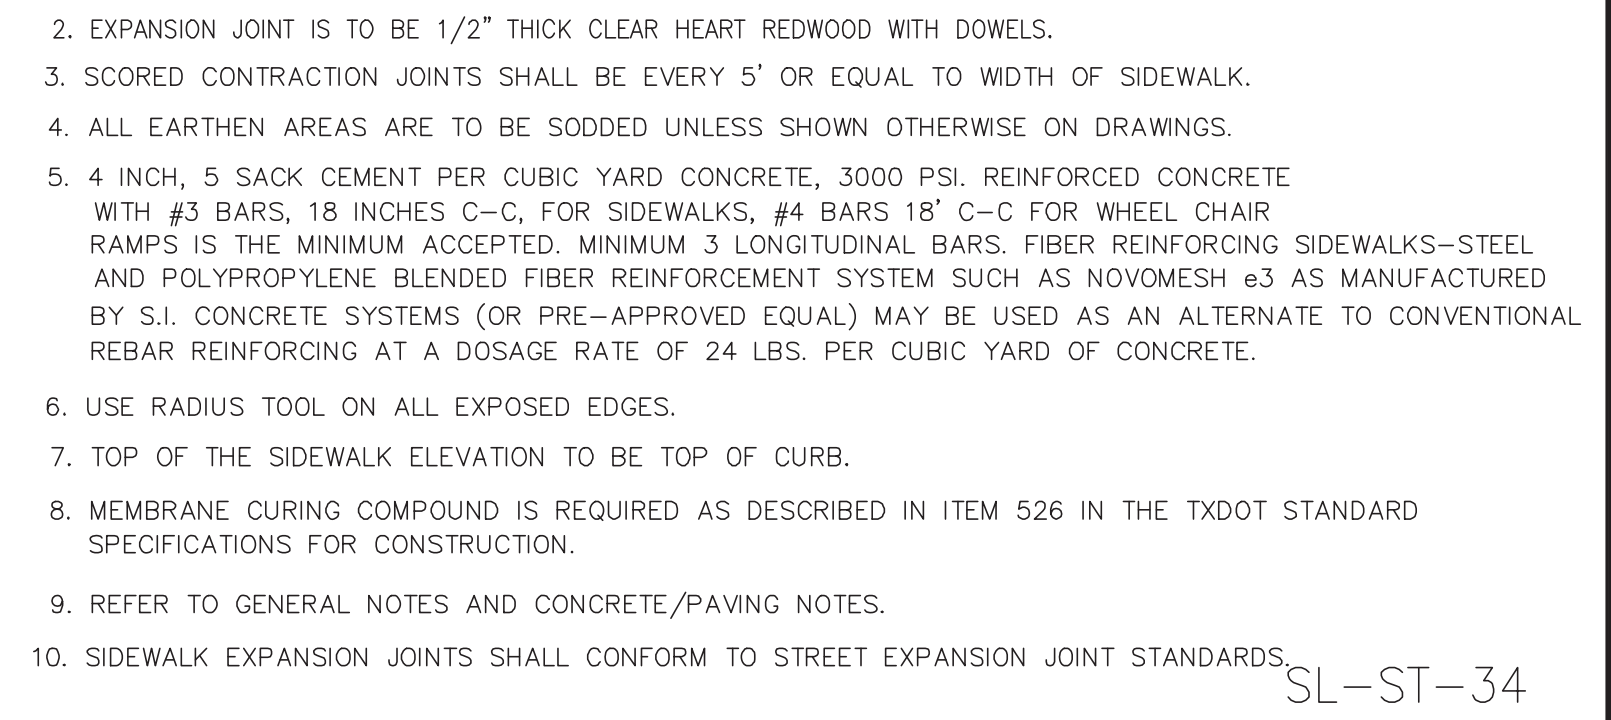 2. EXPANSION JOINT IS TO BE 1/2" THICK CLEAR HEART REDWOOD WITH DOWELS.
3. SCORED CONTRACTION JOINTS SHALL BE EVERY 5' OR EQUAL TO WIDTH OF SIDEWALK.
4. ALL EARTHEN AREAS ARE TO BE SODDED UNLESS SHOWN OTHERWISE ON DRAWINGS.
5. 4 INCH, 5 SACK CEMENT PER CUBIC YARD CONCRETE, 3000 PSI. REINFORCED CONCRETE
WITH #3 BARS, 18 INCHES C-C, FOR SIDEWALKS, #4 BARS 18' C-C FOR WHEEL CHAIR
RAMPS IS THE MINIMUM ACCEPTED. MINIMUM 3 LONGITUDINAL BARS. FIBER REINFORCING SIDEWALKS-STEEL
AND POLYPROPYLENE BLENDED FIBER REINFORCEMENT SYSTEM SUCH AS NOVOMESH e3 AS MANUFACTURED
BY S.I. CONCRETE SYSTEMS (OR PRE-APPROVED EQUAL) MAY BE USED AS AN ALTERNATE TO CONVENTIONAL
REBAR REINFORCING AT A DOSAGE RATE OF 24 LBS. PER CUBIC YARD OF CONCRETE.
6. USE RADIUS TOOL ON ALL EXPOSED EDGES.
7. TOP OF THE SIDEWALK ELEVATION TO BE TOP OF CURB.
8. MEMBRANE CURING COMPOUND IS REQUIRED AS DESCRIBED IN ITEM 526 IN THE TXDOT STANDARD
SPECIFICATIONS FOR CONSTRUCTION.
9. REFER TO GENERAL NOTES AND CONCRETE/PAVING NOTES.
10. SIDEWALK EXPANSION JOINTS SHALL CONFORM TO STREET EXPANSION JOINT STANDARDS.
SL-ST-34